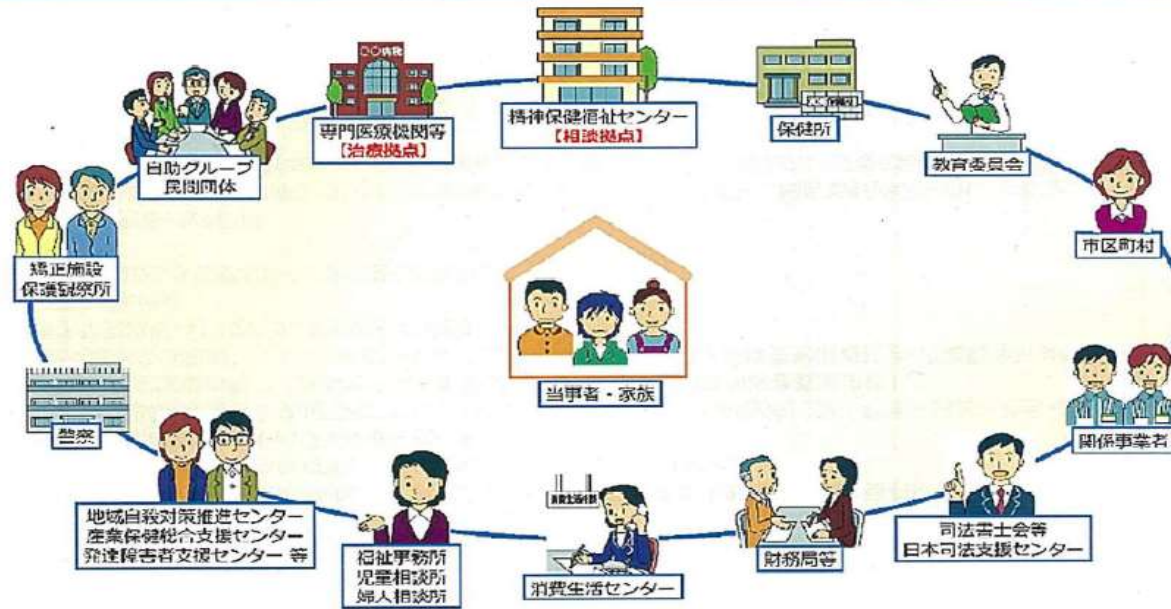 〇〇病院
専門医療機関等
【治療拠点】
精神保健福祉センター
【相談拠点】
保健所
教育委員会
市区町村
関係事業者
司法書士会等
日本司法支援センター
財務局等
消費生活センター
福祉事務所
児童相談所
婦人相談所
地域自殺対策推進センター
産業保健総合支援センター
発達障害者支援センター 等
警察
矯正施設
保護観察所
自助グループ
民間団体
当事者・家族